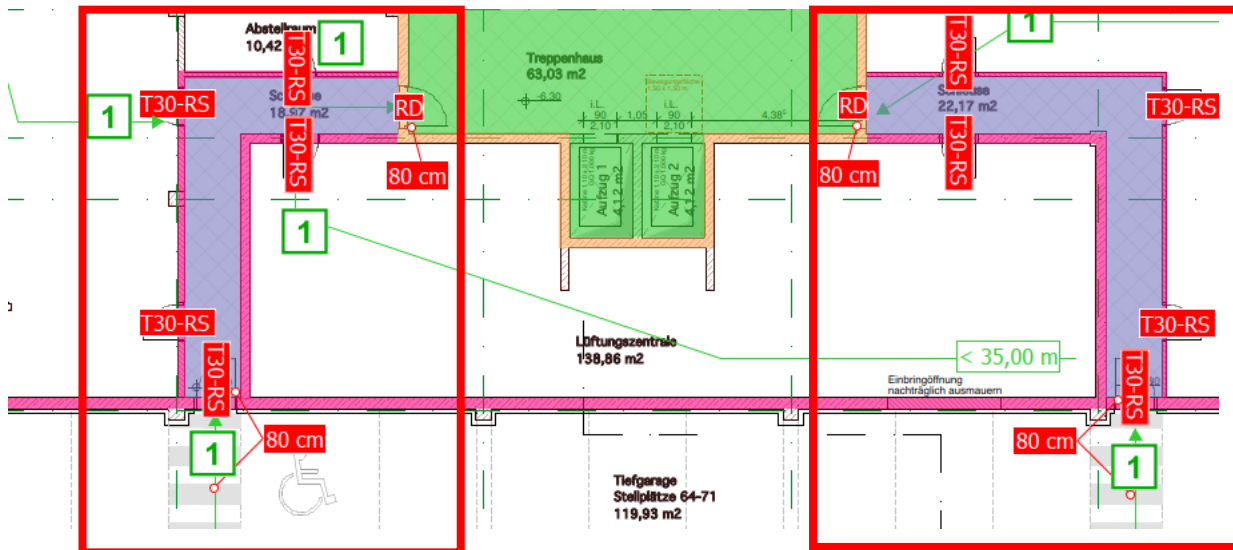 Abstellraum
10,42
1
T30-RS
Treppenhaus
63,03 m2
-6.30
Bewegungsfläche
i.L.
90
2,10
1,05
i.L.
90
2,10
4,38⁵
T30-RS
1
T30-RS
1
18,97 m2
RD
T30-RS
80 cm
1
Aufzug 1
4,12 m2
Aufzug 2
4,12 m2
RD
80 cm
Schleuse
22,17 m2
T30-RS
T30-RS
T30-RS
T30-RS
1
80 cm
Lüftungszentrale
138,86 m2
< 35,00 m
Einbringöffnung
nachträglich ausmauern
T30-RS
T30-RS
80 cm
1
Tiefgarage
Stellplätze 64-71
119,93 m2